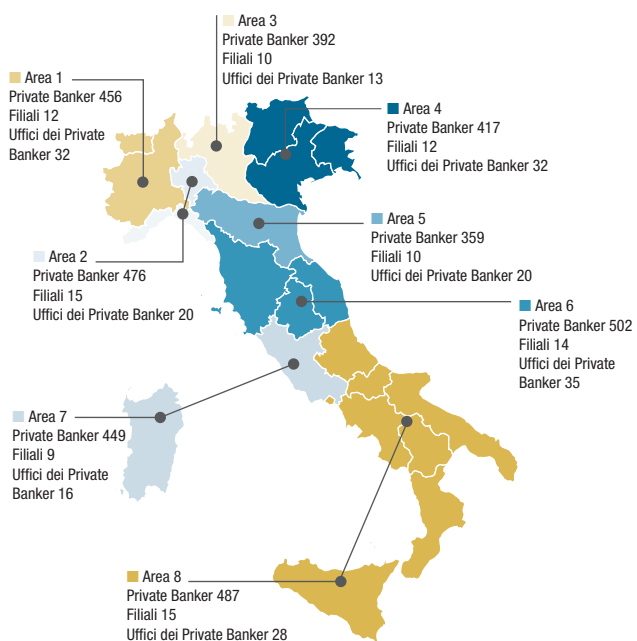 Area 3
Private Banker 392
Filiali 10
Uffici dei Private Banker 13
Area 1
Private Banker 456
Filiali 12
Uffici dei Private
Banker 32
Area 4
Private Banker 417
Filiali 12
Uffici dei Private Banker 32
Area 5
Private Banker 359
Filiali 10
Uffici dei Private Banker 20
Area 2
Private Banker 476
Filiali 15
Uffici dei Private Banker 20
Area 6
Private Banker 502
Filiali 14
Uffici dei Private
Banker 35
Area 7
Private Banker 449
Filiali 9
Uffici dei Private
Banker 16
Area 8
Private Banker 487
Filiali 15
Uffici dei Private Banker 28